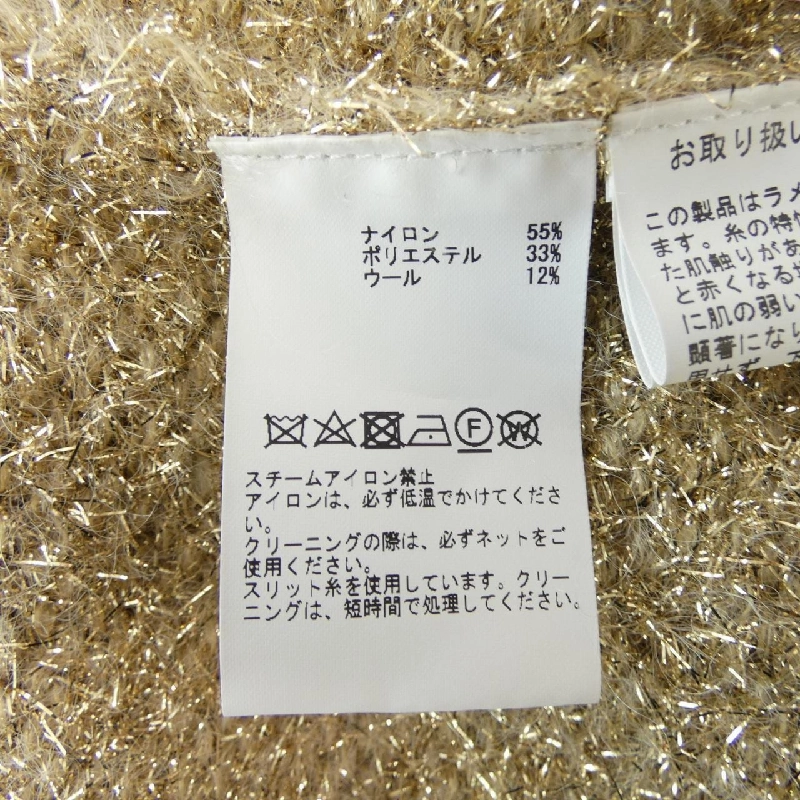 ナイロン 55%
ポリエステル 33%
ウール 12%
F W
スチームアイロン禁止
アイロンは、必ず低温でかけてくださ
い。
クリーニングの際は、必ずネットをご
使用ください。
スリット糸を使用しています。クリー
ニングは、短時間で処理してください。
お取り扱い
この製品はラメ
ます。糸の特性
た肌触りがあ
と赤くなる
に肌の弱い
顕著になり